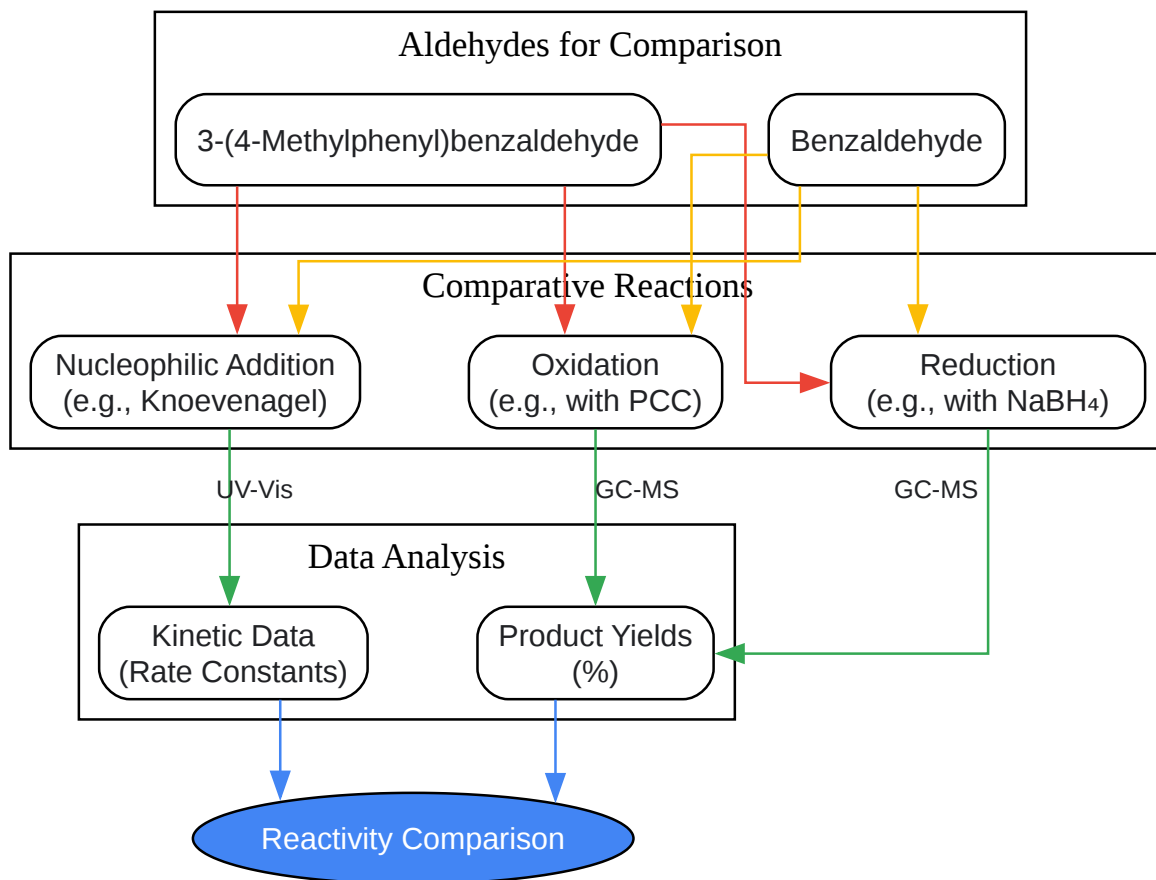 Aldehydes for Comparison
3-(4-Methylphenyl)benzaldehyde
Benzaldehyde
Comparative Reactions
Nucleophilic Addition
(e.g., Knoevenagel)
Oxidation
(e.g., with PCC)
Reduction
(e.g., with NaBH₄)
UV-Vis
GC-MS
GC-MS
Data Analysis
Kinetic Data
(Rate Constants)
Product Yields
(%)
Reactivity Comparison